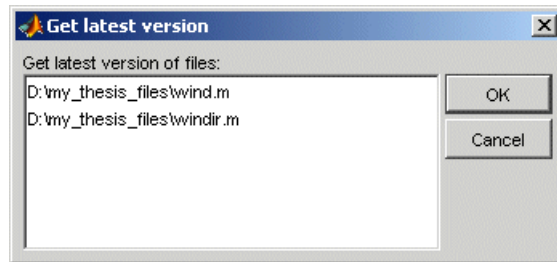 Get latest version
Get latest version of files:
D:\my_thesis_files\wind.m
D:\my_thesis_files\windir.m
OK
Cancel